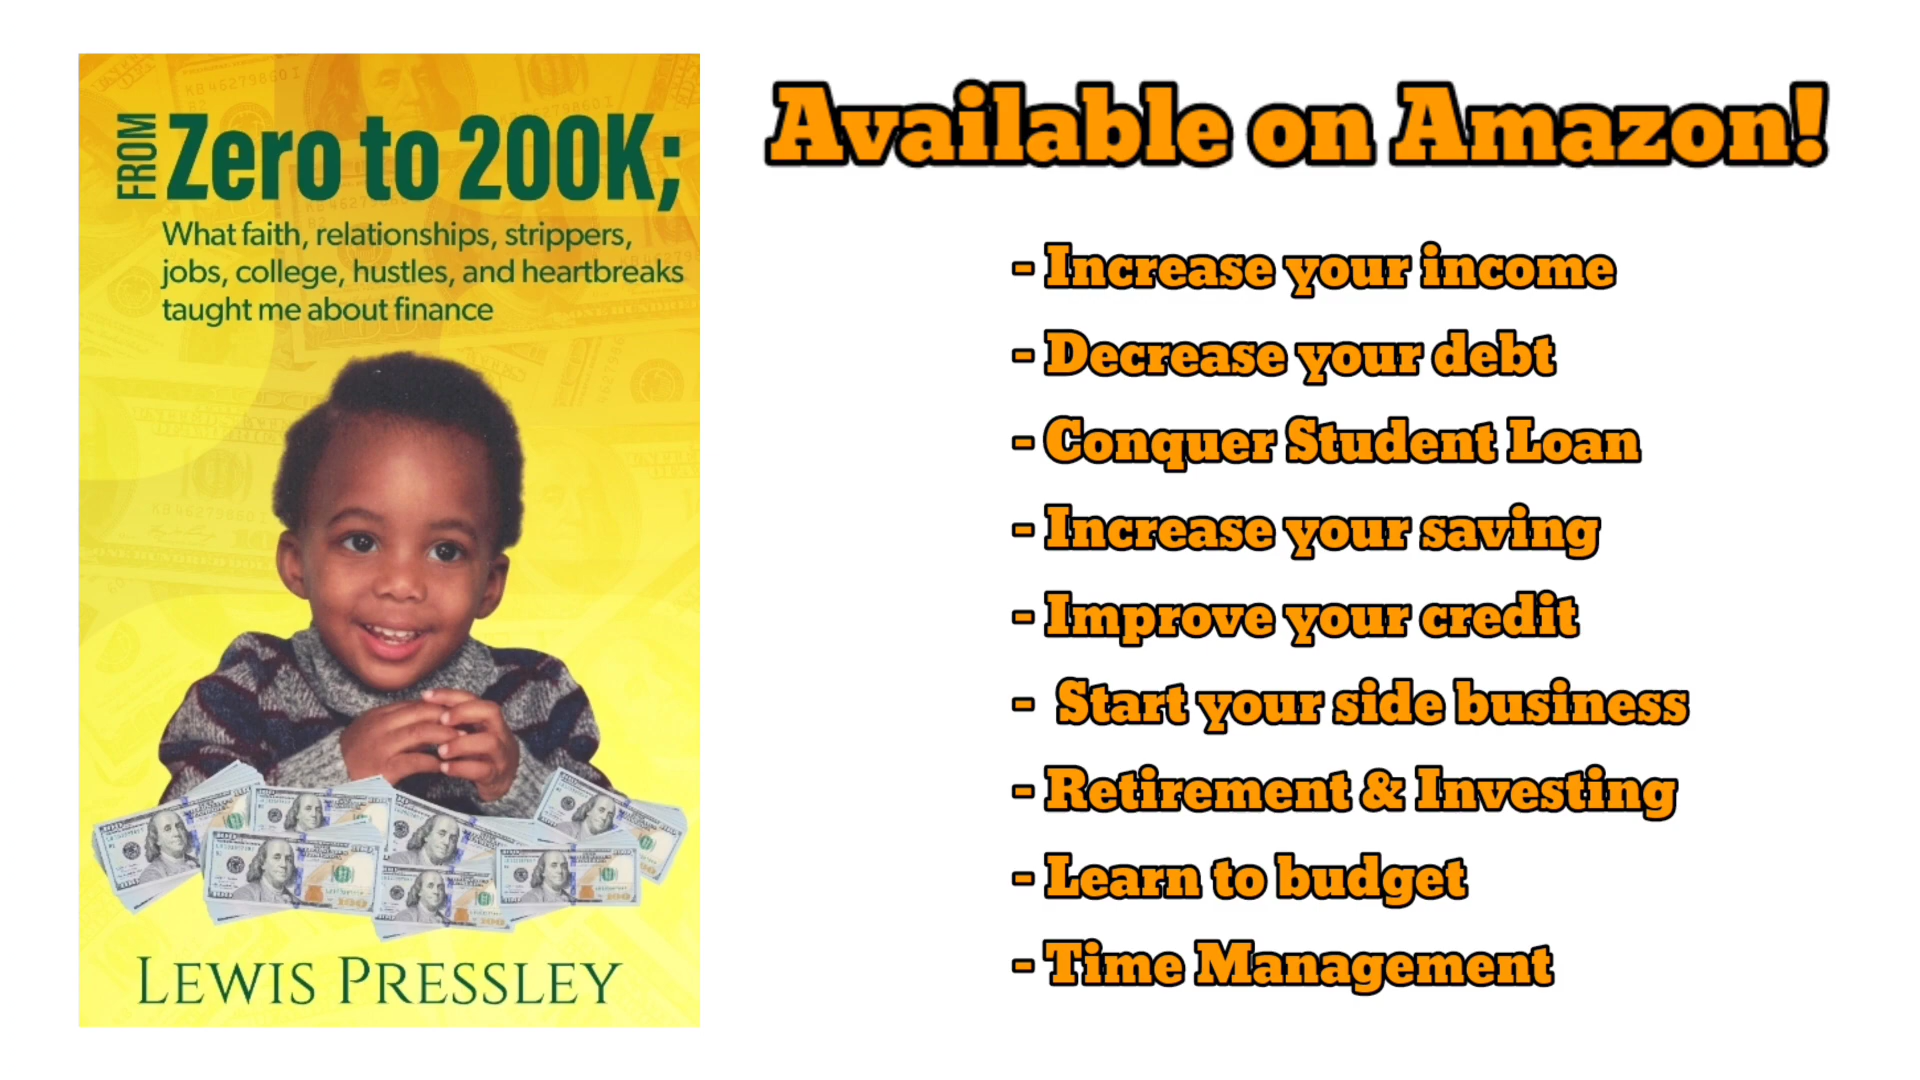 FROM Zero to 200K;
What faith, relationships, strippers,
jobs, college, hustles, and heartbreaks
taught me about finance
LEWIS PRESSLEY
Available on Amazon!
- Increase your income
- Decrease your debt
- Conquer Student Loan
- Increase your saving
- Improve your credit
- Start your side business
- Retirement & Investing
- Learn to budget
- Time Management